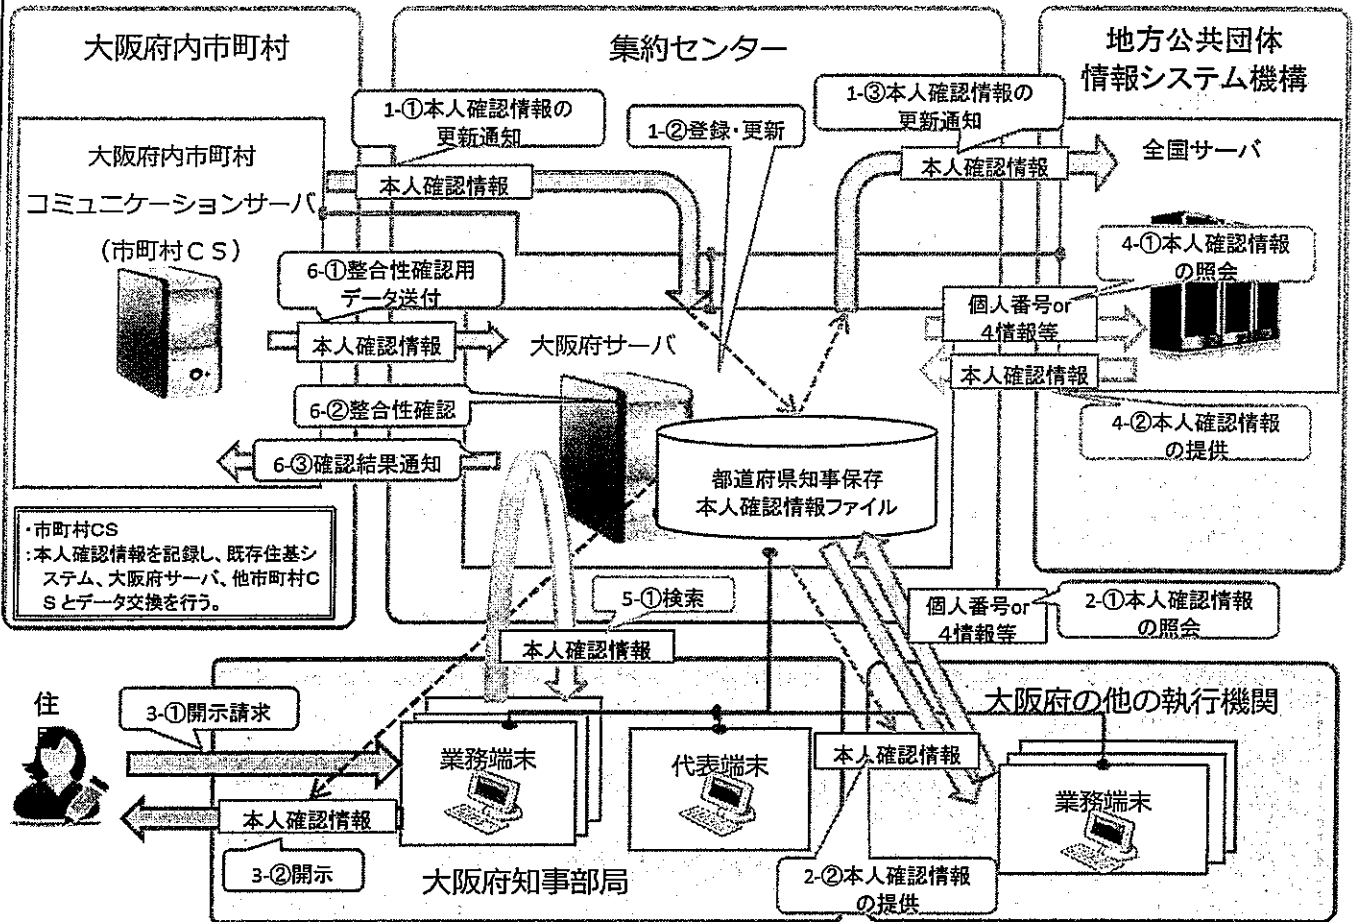 大阪府内市町村
集約センター
地方公共団体
情報システム機構
1-①本人確認情報の
更新通知
1-②登録・更新
1-③本人確認情報の
更新通知
大阪府内市町村
コミュニケーションサーバ
(市町村CS)
本人確認情報
本人確認情報
全国サーバ
4-①本人確認情報
の照会
6-①整合性確認用
データ送付
個人番号or
4情報等
本人確認情報
大阪府サーバ
本人確認情報
6-②整合性確認
4-②本人確認情報
の提供
6-③確認結果通知
都道府県知事保存
本人確認情報ファイル
・市町村CS
:本人確認情報を記録し、既存住基シ
ステム、大阪府サーバ、他市町村C
Sとデータ交換を行う。
5-①検索
個人番号or
4情報等
2-①本人確認情報
の照会
本人確認情報
住
3-①開示請求
大阪府の他の執行機関
業務端末
代表端末
本人確認情報
業務端末
本人確認情報
3-②開示
大阪府知事部局
2-②本人確認情報
の提供